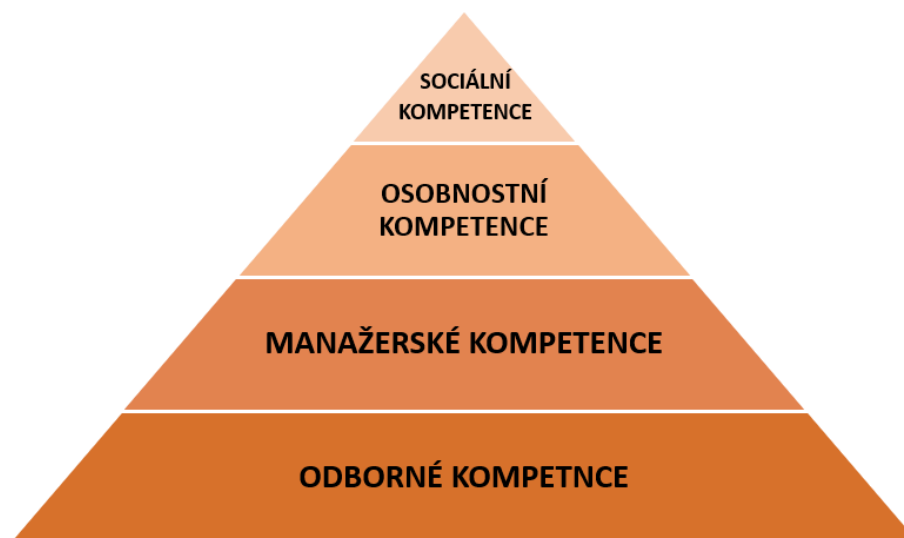 SOCIÁLNÍ
KOMPETENCE
OSOBNOSTNÍ
KOMPETENCE
MANAŽERSKÉ KOMPETENCE
ODBORNÉ KOMPETNCE